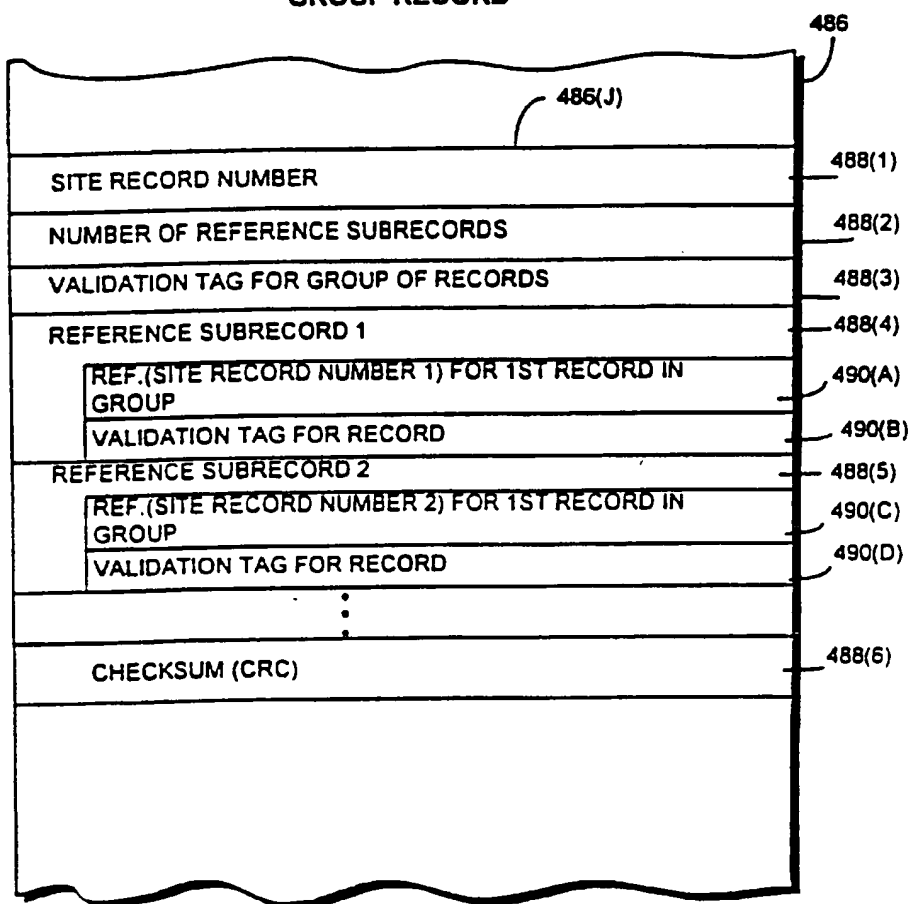 GROUP RECORD
486
486(J)
SITE RECORD NUMBER 488(1)
NUMBER OF REFERENCE SUBRECORDS 488(2)
VALIDATION TAG FOR GROUP OF RECORDS 488(3)
REFERENCE SUBRECORD 1 488(4)
REF.(SITE RECORD NUMBER 1) FOR 1ST RECORD IN 490(A)
GROUP
VALIDATION TAG FOR RECORD 490(B)
REFERENCE SUBRECORD 2 488(5)
REF.(SITE RECORD NUMBER 2) FOR 1ST RECORD IN 490(C)
GROUP
VALIDATION TAG FOR RECORD 490(D)
CHECKSUM (CRC) 488(6)